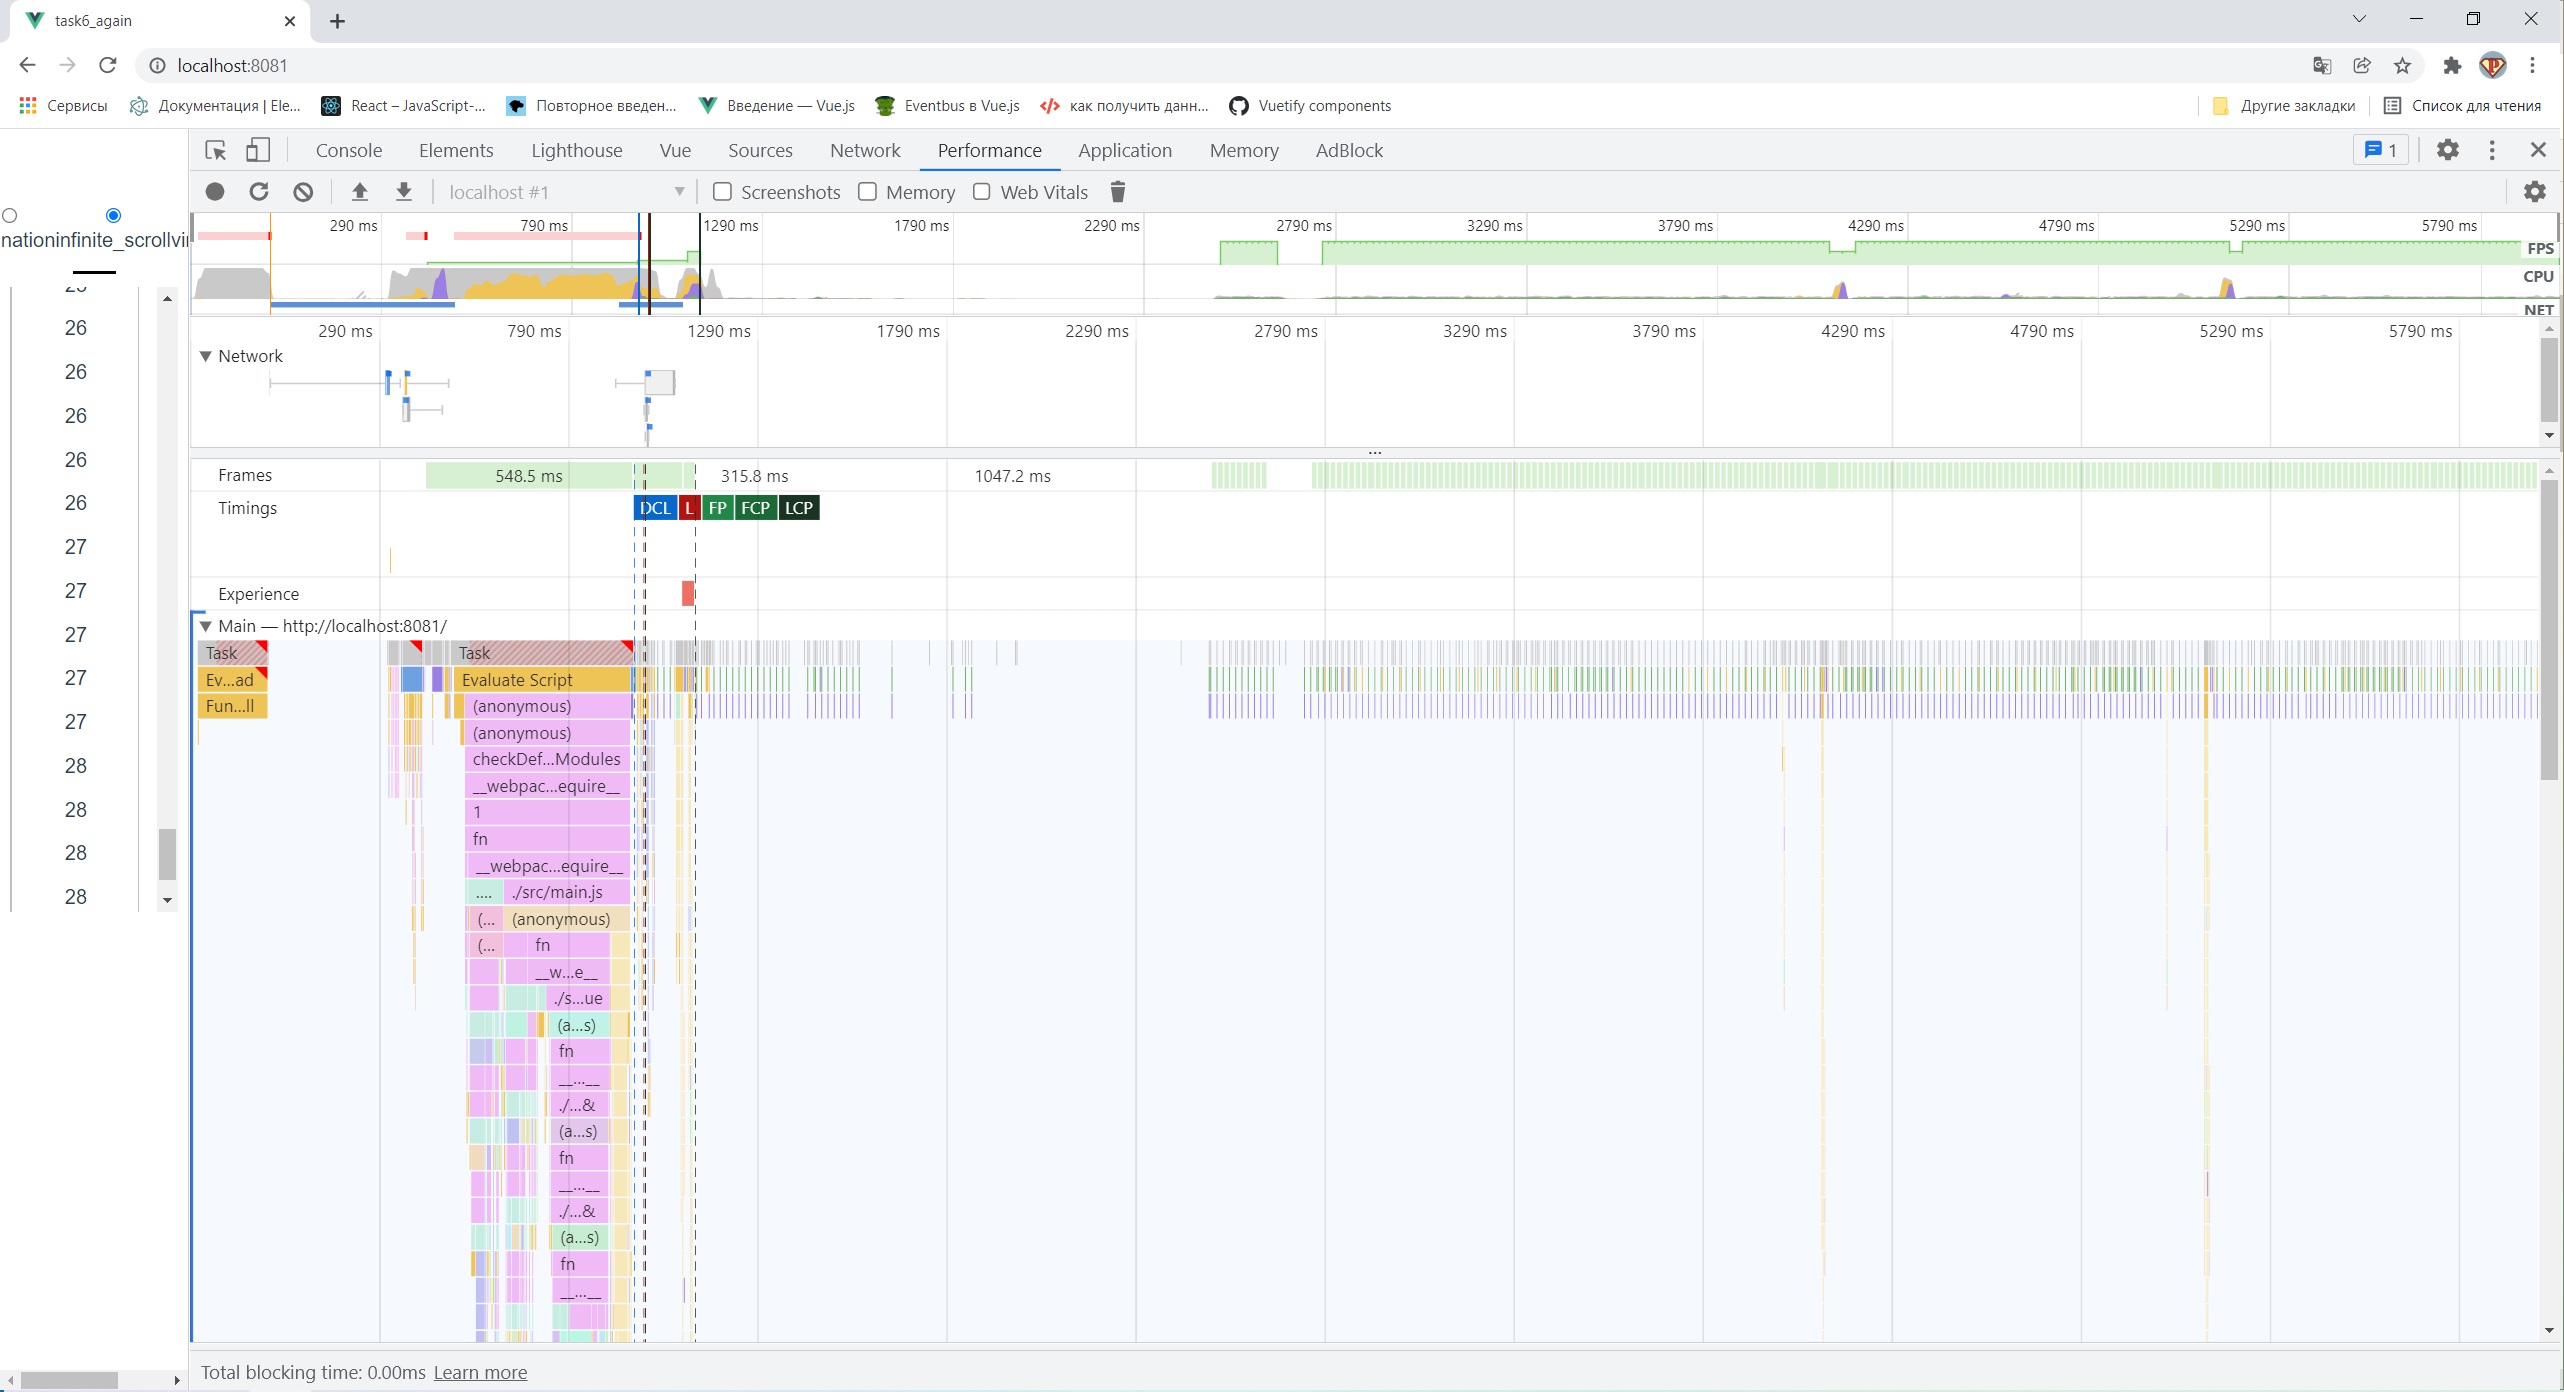 task6_again
localhost:8081
Сервисы
Документация | Ele...
React – JavaScript-...
Повторное введен...
Введение — Vue.js
Eventbus в Vue.js
как получить данн...
Vuetify components
Другие закладки
Список для чтения
Console Elements Lighthouse Vue Sources Network Performance Application Memory AdBlock 1
localhost #1 Screenshots Memory Web Vitals
nationinfinite_scrollvi
290 ms 790 ms 1290 ms 1790 ms 2290 ms 2790 ms 3290 ms 3790 ms 4290 ms 4790 ms 5290 ms 5790 ms
FPS
CPU
NET
290 ms 790 ms 1290 ms 1790 ms 2290 ms 2790 ms 3290 ms 3790 ms 4290 ms 4790 ms 5290 ms 5790 ms
Network
26
26
26
26
26
27
27
27
27
27
28
28
28
28
Frames 548.5 ms 315.8 ms 1047.2 ms
Timings DCL L FP FCP LCP
Experience
Main — http://localhost:8081/
Task Task
Ev...ad Evaluate Script
Fun...ll (anonymous)
(anonymous)
checkDef...Modules
__webpac...equire__
1
fn
__webpac...equire__
.... ./src/main.js
(... (anonymous)
(... fn
__w...e__
./s...ue
(a...s)
fn
__...__
./...&
(a...s)
fn
__...__
./...&
(a...s)
fn
__...__
Total blocking time: 0.00ms Learn more